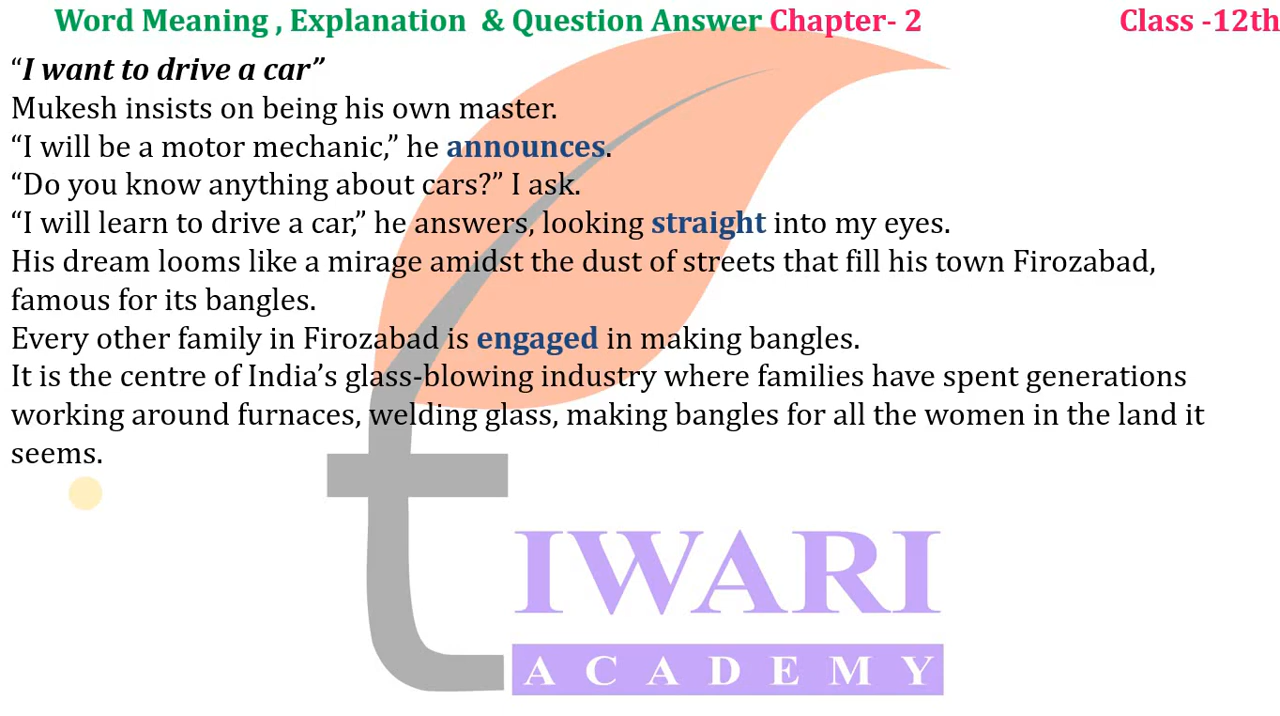 Word Meaning , Explanation & Question Answer Chapter- 2 Class -12th
“I want to drive a car”
Mukesh insists on being his own master.
“I will be a motor mechanic,” he announces.
“Do you know anything about cars?” I ask.
“I will learn to drive a car,” he answers, looking straight into my eyes.
His dream looms like a mirage amidst the dust of streets that fill his town Firozabad,
famous for its bangles.
Every other family in Firozabad is engaged in making bangles.
It is the centre of India’s glass-blowing industry where families have spent generations
working around furnaces, welding glass, making bangles for all the women in the land it
seems.
tIWARI
ACADEMY